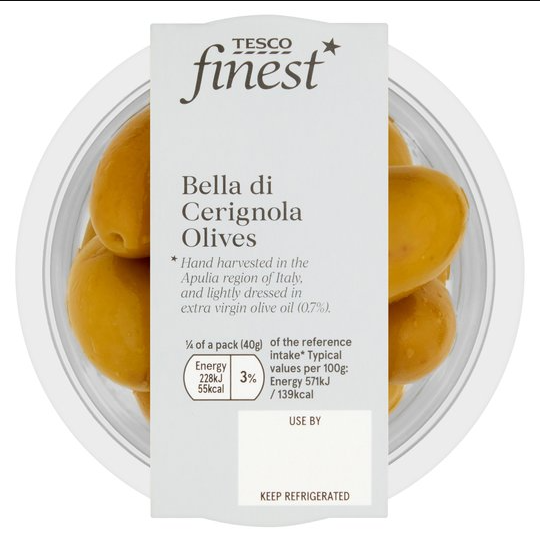 TESCO
finest*
Bella di
Cerignola
Olives
*Hand harvested in the
Apulia region of Italy,
and lightly dressed in
extra virgin olive oil (0.7%).
¼ of a pack (40g)
Energy
228kJ
55kcal
3%
of the reference
intake* Typical
values per 100g:
Energy 571kJ
/ 139kcal
USE BY
KEEP REFRIGERATED